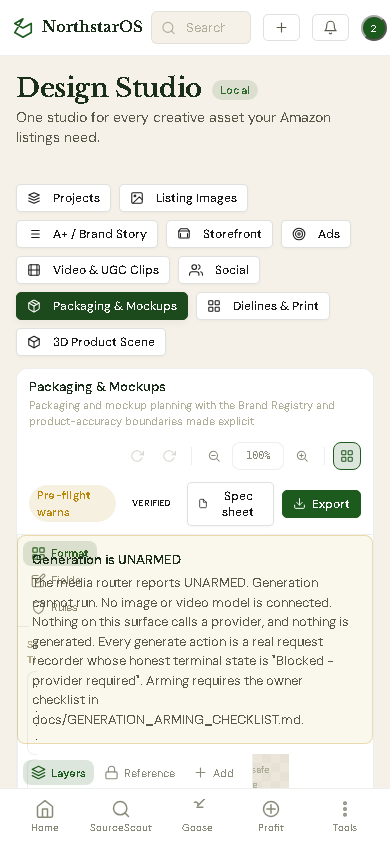 NorthstarOS
Search
2
Design Studio
Local
One studio for every creative asset your Amazon
listings need.
Projects
Listing Images
A+ / Brand Story
Storefront
Ads
Video & UGC Clips
Social
Packaging & Mockups
Dielines & Print
3D Product Scene
Packaging & Mockups
Packaging and mockup planning with the Brand Registry and
product-accuracy boundaries made explicit
100%
Pre-flight
warns
VERIFIED
Spec
sheet
Export
Format
Generation is UNARMED
Fields
The media router reports UNARMED. Generation
cannot run. No image or video model is connected.
Rules
Nothing on this surface calls a provider, and nothing is
generated. Every generate action is a real request
recorder whose honest terminal state is "Blocked -
provider required". Arming requires the owner
checklist in
docs/GENERATION_ARMING_CHECKLIST.md.
Layers
Reference
Add
safe
Home
SourceScout
Goose
Profit
Tools